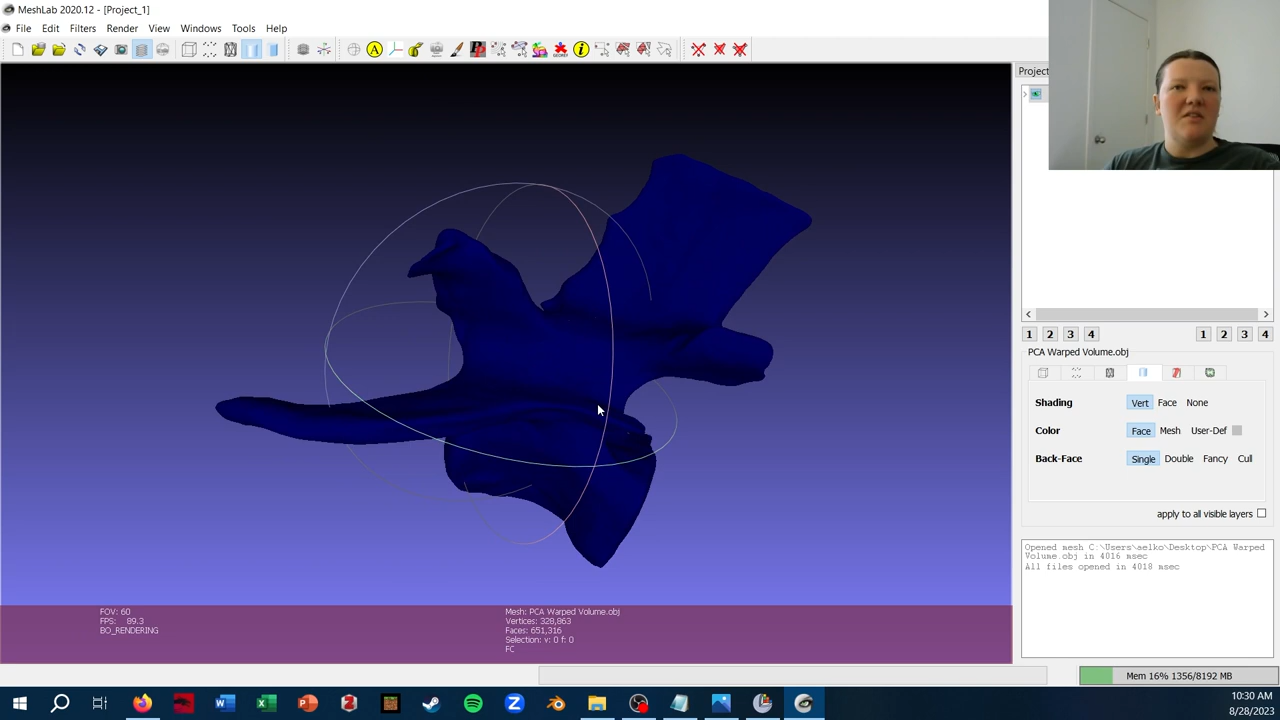 MeshLab 2020.12 - [Project_1]
File Edit Filters Render View Windows Tools Help
A
i
Project
1 2 3 4 1 2 3 4
PCA Warped Volume.obj
Shading Vert Face None
Color Face Mesh User-Def
Back-Face Single Double Fancy Cull
apply to all visible layers
Opened mesh C:\Users\aelko\Desktop\PCA Warped
Volume.obj in 4016 msec
All files opened in 4018 msec
FOV: 60
FPS: 89.3
BO_RENDERING
Mesh: PCA Warped Volume.obj
Vertices: 328,863
Faces: 651,316
Selection: v: 0 f: 0
FC
Mem 16% 1356/8192 MB
10:30 AM
8/28/2023